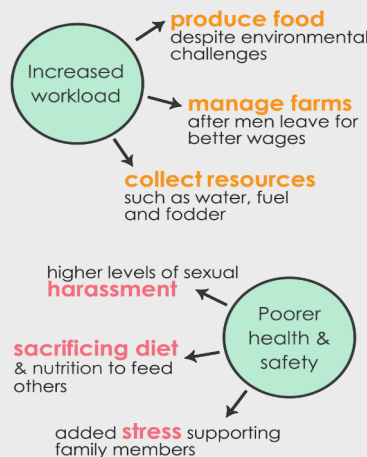 produce food
despite environmental
challenges
Increased
workload
manage farms
after men leave for
better wages
collect resources
such as water, fuel
and fodder
higher levels of sexual
harassment
Poorer
health &
safety
sacrificing diet
& nutrition to feed
others
added stress supporting
family members